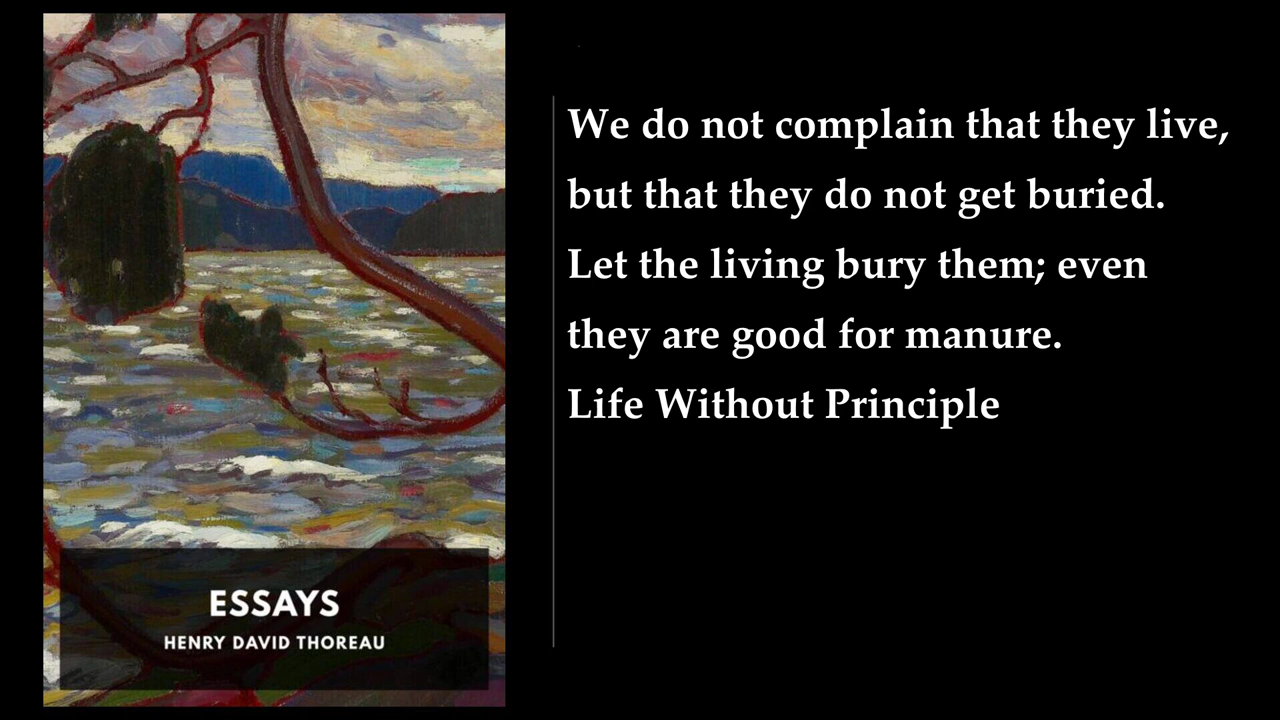 We do not complain that they live,
but that they do not get buried.
Let the living bury them; even
they are good for manure.
Life Without Principle
ESSAYS
HENRY DAVID THOREAU